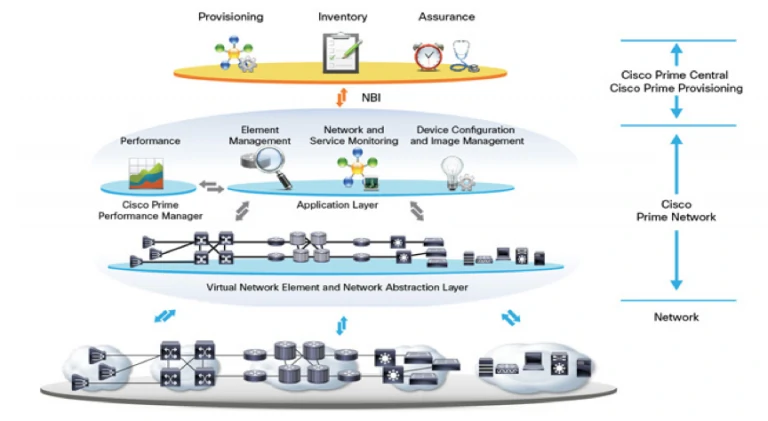 Provisioning
Inventory
Assurance
NBI
Cisco Prime Central
Cisco Prime Provisioning
Performance
Element
Management
Network and
Service Monitoring
Device Configuration
and Image Management
Cisco Prime
Performance Manager
Application Layer
Cisco
Prime Network
Virtual Network Element and Network Abstraction Layer
Network